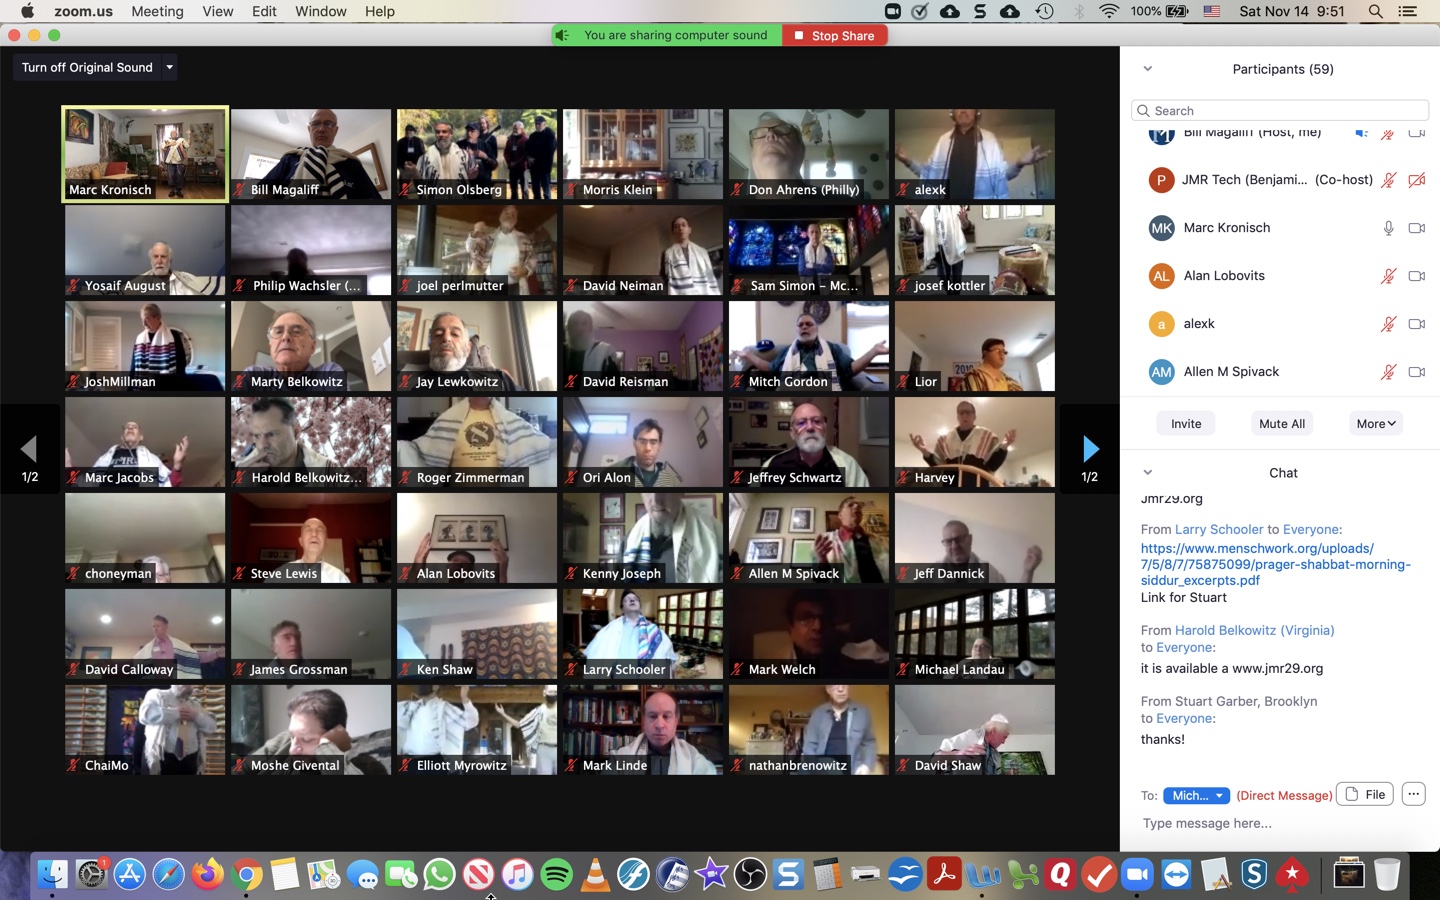 zoom.us Meeting View Edit Window Help 100% Sat Nov 14 9:51
You are sharing computer sound Stop Share
Turn off Original Sound
Marc Kronisch
Bill Magaliff
Simon Olsberg
Morris Klein
Don Ahrens (Philly)
alexk
Yosaif August
Philip Wachsler (...
joel perlmutter
David Neiman
Sam Simon – Mc...
josef kottler
JoshMillman
Marty Belkowitz
Jay Lewkowitz
David Reisman
Mitch Gordon
Lior
Marc Jacobs
Harold Belkowitz...
Roger Zimmerman
Ori Alon
Jeffrey Schwartz
Harvey
choneyman
Steve Lewis
Alan Lobovits
Kenny Joseph
Allen M Spivack
Jeff Dannick
David Calloway
James Grossman
Ken Shaw
Larry Schooler
Mark Welch
Michael Landau
ChaiMo
Moshe Givental
Elliott Myrowitz
Mark Linde
nathanbrenowitz
David Shaw
1/2
1/2
Participants (59)
Search
Bill Magaliff (Host, me)
P JMR Tech (Benjami... (Co-host)
MK Marc Kronisch
AL Alan Lobovits
a alexk
AM Allen M Spivack
Invite Mute All More
Chat
Jmr29.org
From Larry Schooler to Everyone:
https://www.menschwork.org/uploads/
7/5/8/7/75875099/prager-shabbat-morning-
siddur_excerpts.pdf
Link for Stuart
From Harold Belkowitz (Virginia)
to Everyone:
it is available a www.jmr29.org
From Stuart Garber, Brooklyn
to Everyone:
thanks!
To: Mich... (Direct Message) File
Type message here...